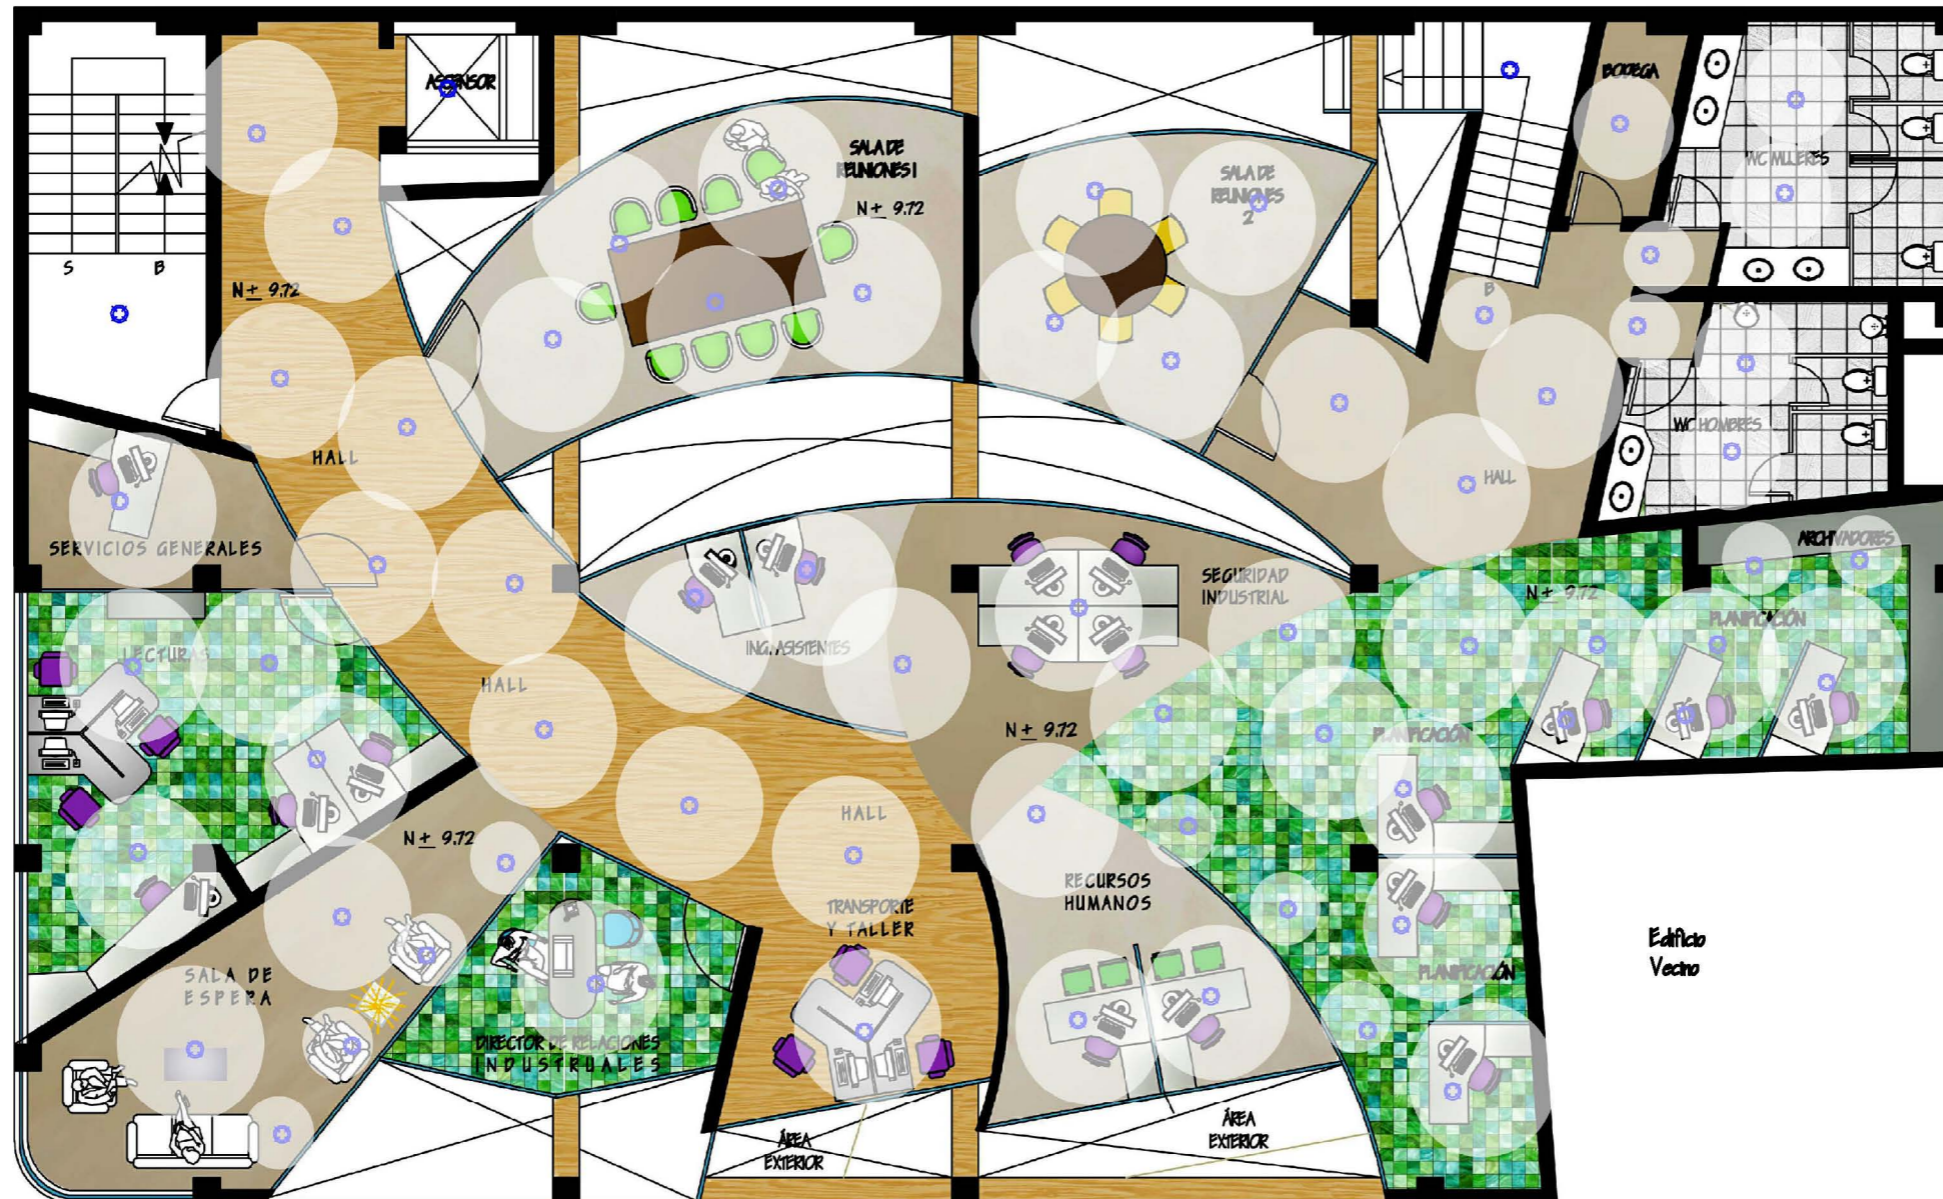 ASCENSOR
BODEGA
SALA DE
REUNIONES I
N ± 9.72
SALA DE
REUNIONES
2
WC MUJERES
S
B
N ± 9.72
B
WC HOMBRES
HALL
HALL
SERVICIOS GENERALES
ARCHIVADORES
SEGURIDAD
INDUSTRIAL
N ± 9.72
PLANIFICACIÓN
LECTURAS
ING. ASISTENTES
HALL
N ± 9.72
PLANIFICACIÓN
HALL
N ± 9.72
RECURSOS
HUMANOS
TRANSPORTE
Y TALLER
Edificio
Vecino
SALA DE
ESPERA
PLANIFICACIÓN
DIRECTOR DE RELACIONES
INDUSTRUALES
ÁREA
EXTERIOR
ÁREA
EXTERIOR